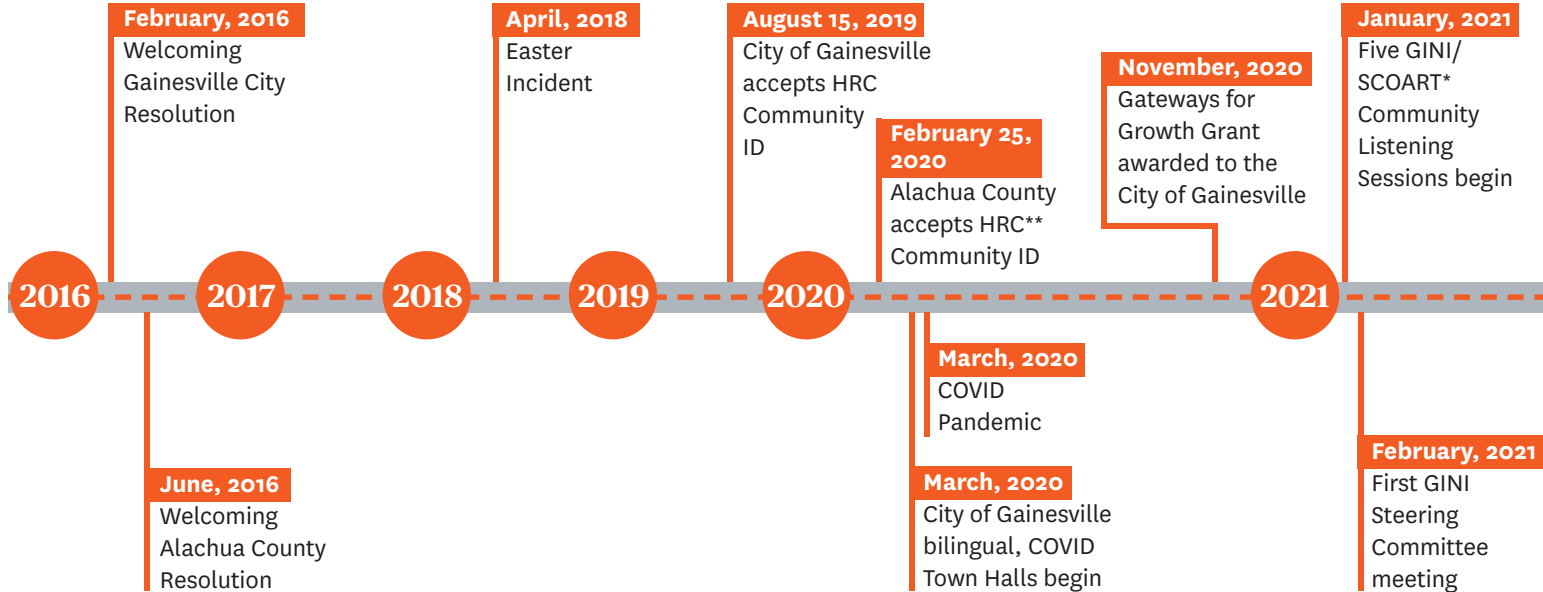 February, 2016
Welcoming
Gainesville City
Resolution
April, 2018
Easter
Incident
August 15, 2019
City of Gainesville
accepts HRC
Community
ID
February 25,
2020
Alachua County
accepts HRC**
Community ID
November, 2020
Gateways for
Growth Grant
awarded to the
City of Gainesville
January, 2021
Five GINI/
SCOART*
Community
Listening
Sessions begin
2016
2017
2018
2019
2020
2021
June, 2016
Welcoming
Alachua County
Resolution
March, 2020
COVID
Pandemic
March, 2020
City of Gainesville
bilingual, COVID
Town Halls begin
February, 2021
First GINI
Steering
Committee
meeting